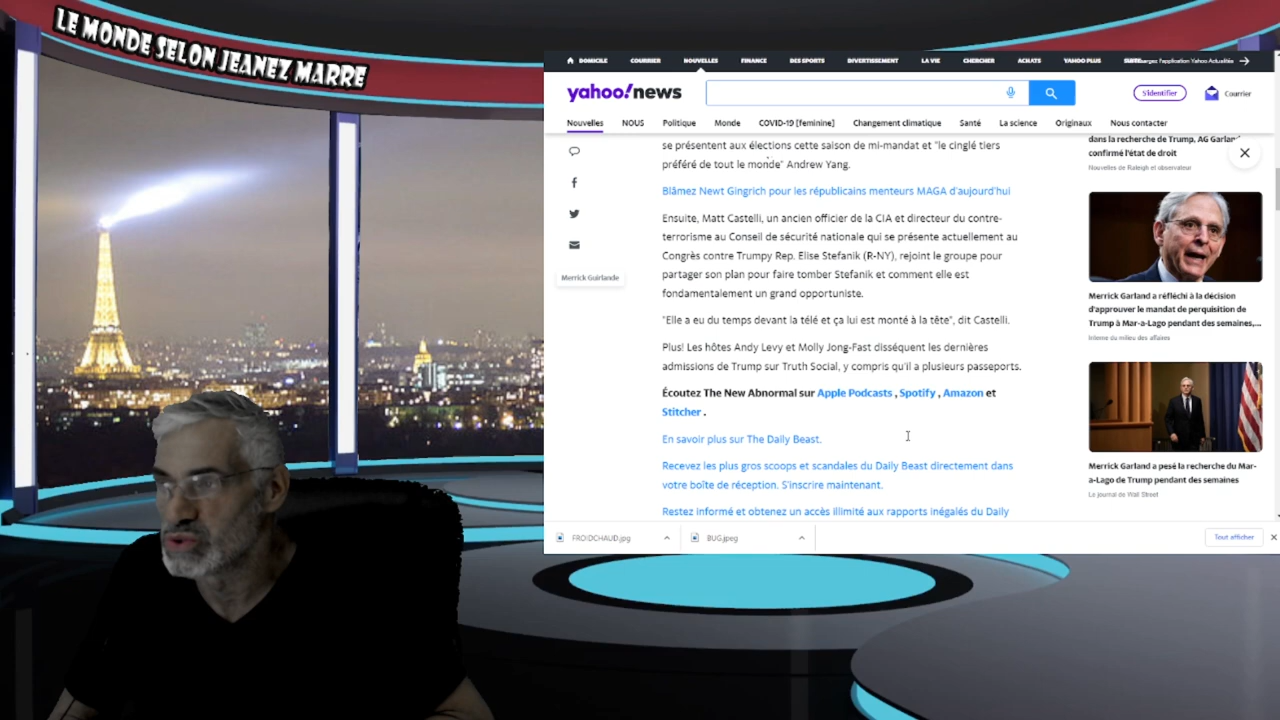 LE MONDE SELON JEANEZ MARRE
DOMICILE COURRIER NOUVELLES FINANCE DES SPORTS DIVERTISSEMENT LA VIE CHERCHER ACHATS YAHOO PLUS
yahoo!news
S'identifier
Courrier
Nouvelles NOUS Politique Monde COVID-19 [feminine] Changement climatique Santé La science Originaux Nous contacter
se présentent aux élections cette saison de mi-mandat et "le cinglé tiers
préféré de tout le monde" Andrew Yang.
Blâmez Newt Gingrich pour les républicains menteurs MAGA d'aujourd'hui
Ensuite, Matt Castelli, un ancien officier de la CIA et directeur du contre-
terrorisme au Conseil de sécurité nationale qui se présente actuellement au
Congrès contre Trumpy Rep. Elise Stefanik (R-NY), rejoint le groupe pour
partager son plan pour faire tomber Stefanik et comment elle est
fondamentalement un grand opportuniste.
"Elle a eu du temps devant la télé et ça lui est monté à la tête", dit Castelli.
Plus! Les hôtes Andy Levy et Molly Jong-Fast dissèquent les dernières
admissions de Trump sur Truth Social, y compris qu'il a plusieurs passeports.
Écoutez The New Abnormal sur Apple Podcasts , Spotify , Amazon et
Stitcher .
En savoir plus sur The Daily Beast.
Recevez les plus gros scoops et scandales du Daily Beast directement dans
votre boîte de réception. S'inscrire maintenant.
Restez informé et obtenez un accès illimité aux rapports inégalés du Daily
Merrick Guirlande
dans la recherche de Trump, AG Garland
confirmé l'état de droit
Nouvelles de Raleigh et observateur
Merrick Garland a réfléchi à la décision
d'approuver le mandat de perquisition de
Trump à Mar-a-Lago pendant des semaines,...
Interne du milieu des affaires
Merrick Garland a pesé la recherche du Mar-
a-Lago de Trump pendant des semaines
Le journal de Wall Street
FROIDCHAUD.jpg
BUG.jpeg
Tout afficher